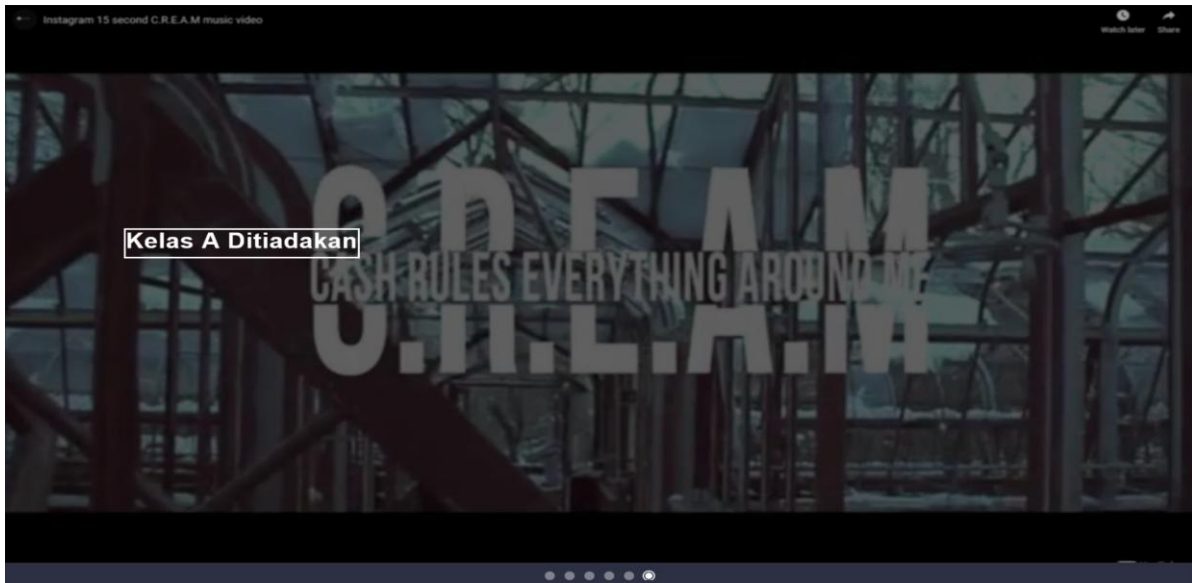 Instagram 15 second C.R.E.A.M music video
Watch later
Share
Kelas A Ditiadakan
C.R.E.A.M
CASH RULES EVERYTHING AROUND ME